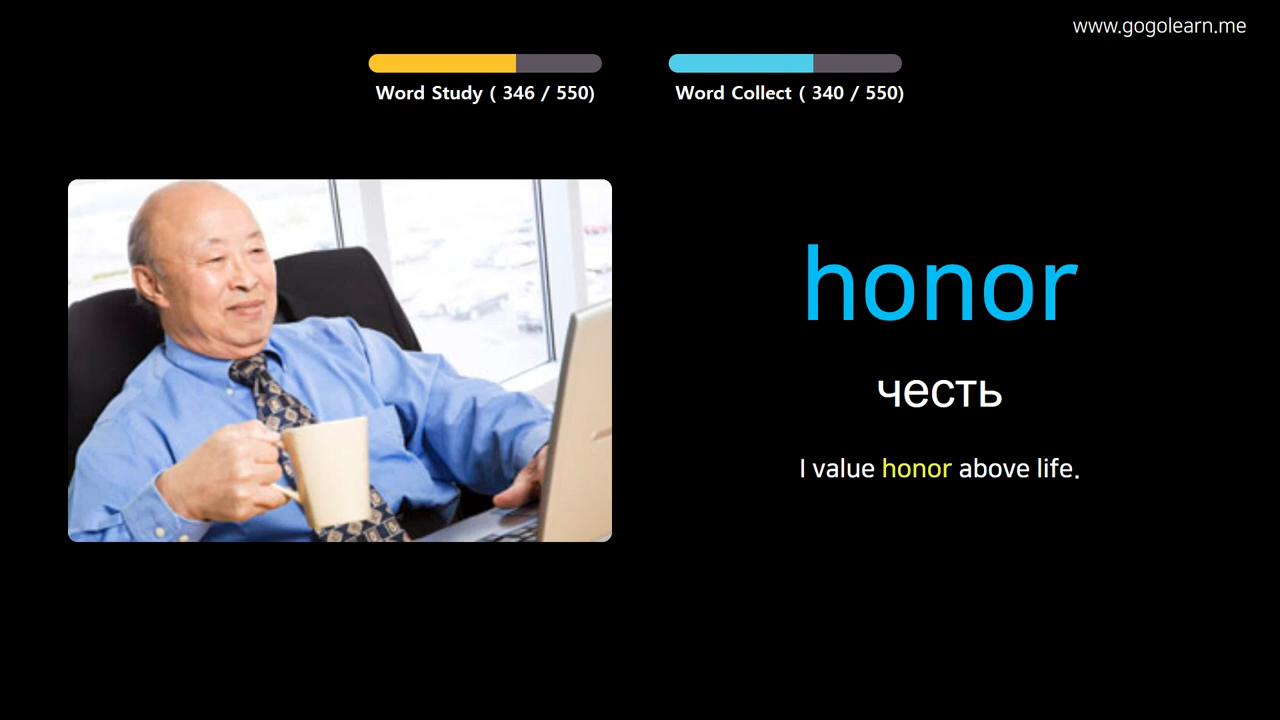 www.gogolearn.me
Word Study ( 346 / 550)
Word Collect ( 340 / 550)
honor
честь
I value honor above life.